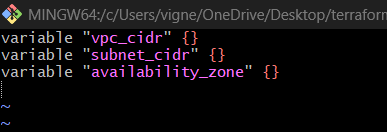 MINGW64:/c/Users/vigne/OneDrive/Desktop/terraform
variable "vpc_cidr" {}
variable "subnet_cidr" {}
variable "availability_zone" {}
~
~